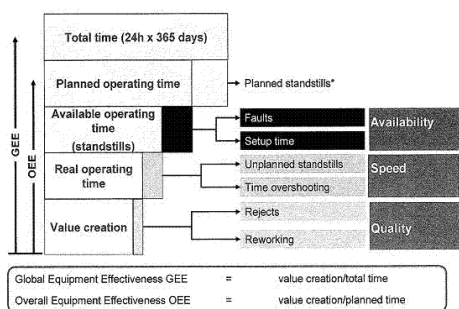 Total time (24h x 365 days)
Planned operating time
Planned standstills*
Available operating
time
(standstills)
Faults
Setup time
Availability
Real operating
time
Unplanned standstills
Time overshooting
Speed
Value creation
Rejects
Reworking
Quality
GEE
OEE
Global Equipment Effectiveness GEE = value creation/total time
Overall Equipment Effectiveness OEE = value creation/planned time